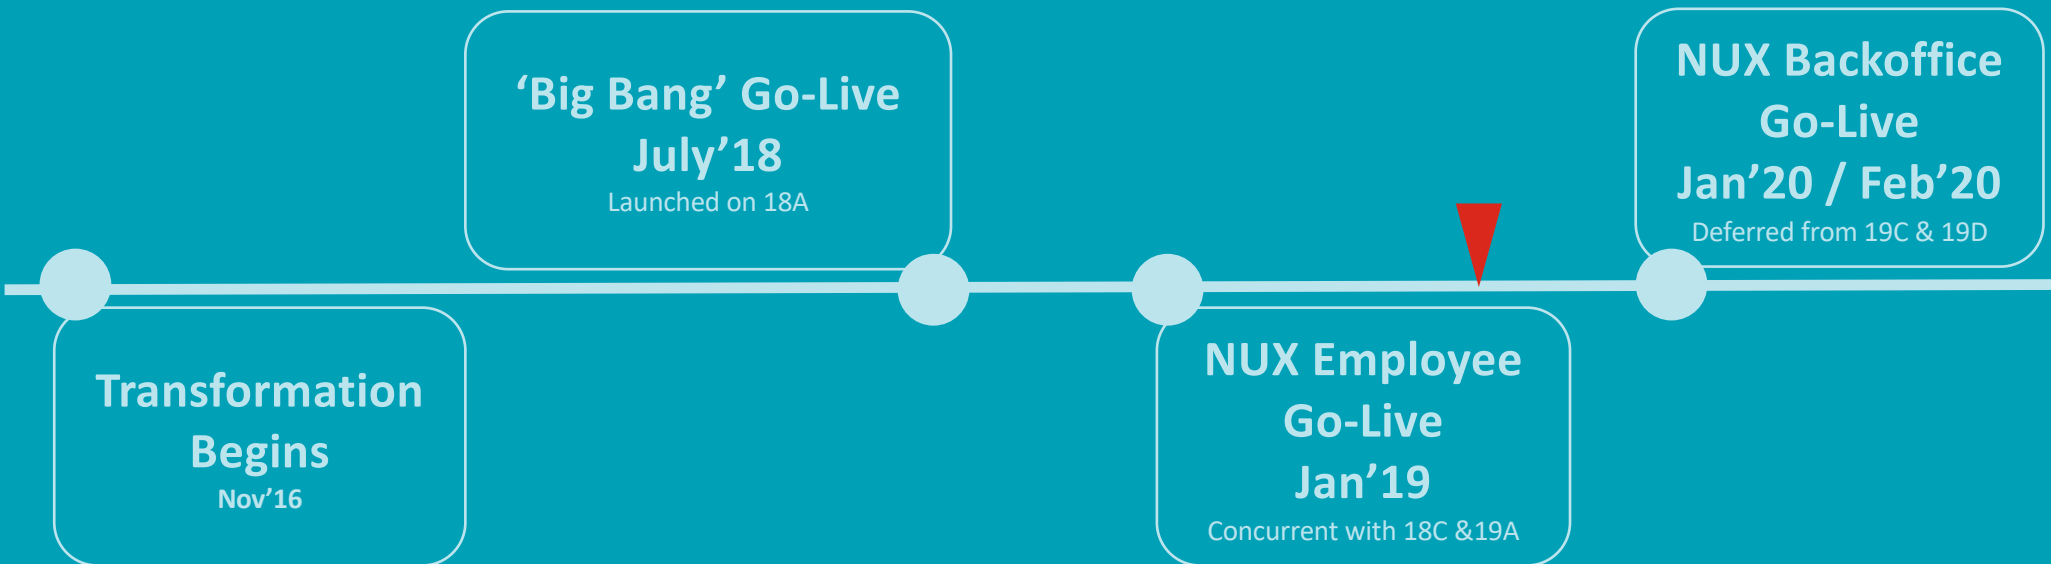 Transformation
Begins
Nov’16
‘Big Bang’ Go-Live
July’18
Launched on 18A
NUX Employee
Go-Live
Jan’19
Concurrent with 18C &19A
NUX Backoffice
Go-Live
Jan’20 / Feb’20
Deferred from 19C & 19D